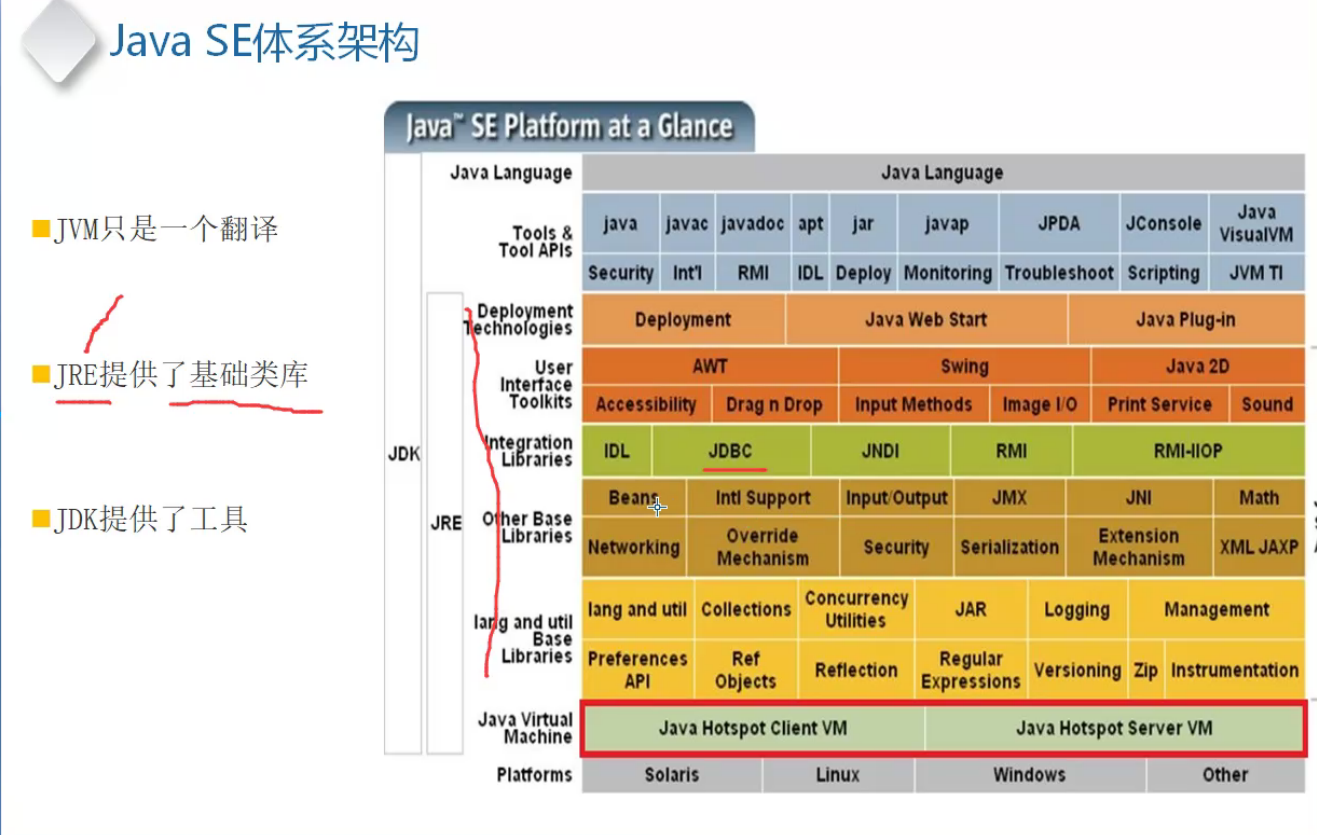 Java SE体系架构
Java™ SE Platform at a Glance
JVM只是一个翻译
JRE提供了基础类库
JDK提供了工具
JDK
JRE
Java Language
Java Language
Tools &
Tool APIs
java javac javadoc apt jar javap JPDA JConsole Java VisualVM
Security Int'l RMI IDL Deploy Monitoring Troubleshoot Scripting JVM TI
Deployment
Technologies
Deployment Java Web Start Java Plug-in
User
Interface
Toolkits
AWT Swing Java 2D
Accessibility Drag n Drop Input Methods Image I/O Print Service Sound
Integration
Libraries
IDL JDBC JNDI RMI RMI-IIOP
Other Base
Libraries
Beans Intl Support Input/Output JMX JNI Math
Networking Override Mechanism Security Serialization Extension Mechanism XML JAXP
lang and util
Base
Libraries
lang and util Collections Concurrency Utilities JAR Logging Management
Preferences API Ref Objects Reflection Regular Expressions Versioning Zip Instrumentation
Java Virtual
Machine
Java Hotspot Client VM Java Hotspot Server VM
Platforms
Solaris Linux Windows Other